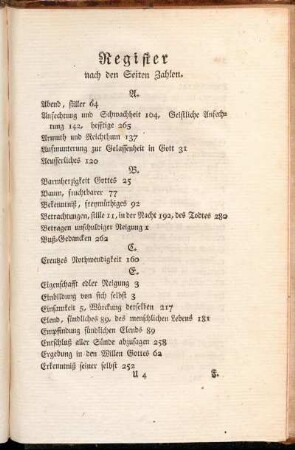 Register
nach den Seiten Zahlen.
A.
Abend, stiller 64
Anfechtung und Schwachheit 104, Geistliche Anfech-
tung 142, hefftige 265
Armuth und Reichthum 137
Aufmunterung zur Gelassenheit in Gott 31
Aeusserliches 120
B.
Barmherzigkeit Gottes 25
Baum, fruchtbarer 77
Bekenntniß, freymüthiges 92
Betrachtungen, stille 11, in der Nacht 192, des Todtes 280
Betragen unschuldiger Neigung 1
Buß-Gedancken 262
C.
Creutzes Nothwendigkeit 160
E.
Eigenschafft edler Neigung 3
Einbildung von sich selbst 3
Einsamkeit 5, Würckung derselben 217
Elend, sündliches 89, des menschlichen Lebens 181
Empfindung sündlichen Elends 89
Entschluß aller Sünde abzusagen 258
Ergebung in den Willen Gottes 62
Erkenntniß seiner selbst 252
U 4 F.